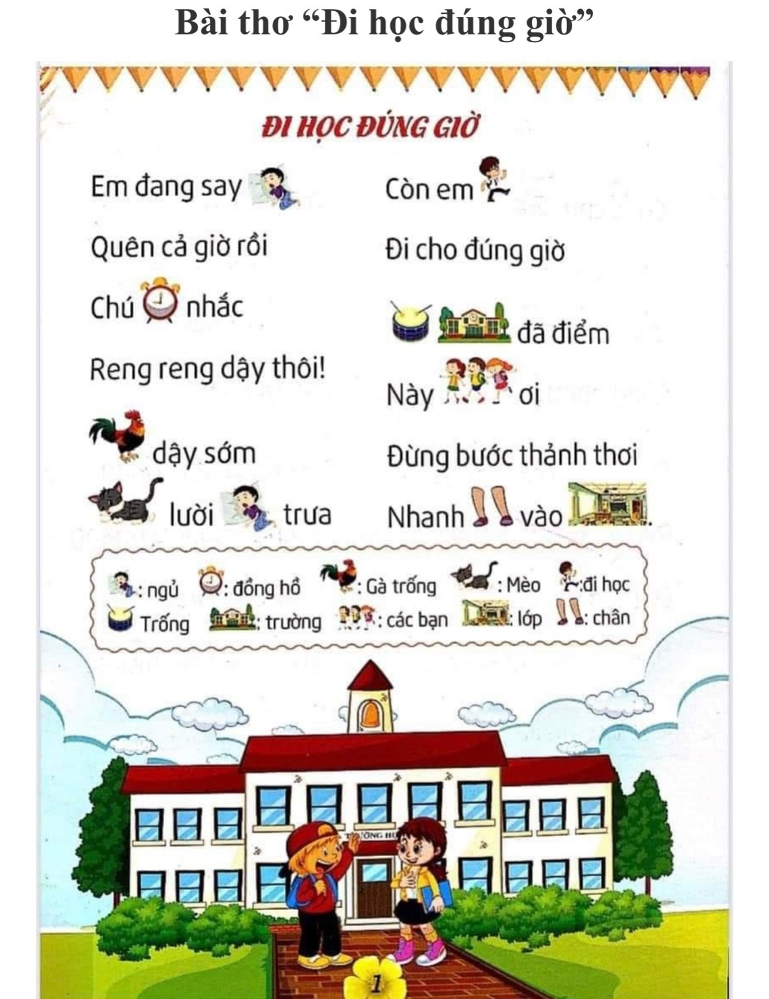 Bài thơ “Đi học đúng giờ”
ĐI HỌC ĐÚNG GIỜ
Em đang say
Quên cả giờ rồi
Chú nhắc
Reng reng dậy thôi!
dậy sớm
lười trưa
Còn em
Đi cho đúng giờ
đã điểm
Này ơi
Đừng bước thảnh thơi
Nhanh vào .
: ngủ : đồng hồ : Gà trống : Mèo :đi học
Trống : trường : các bạn : lớp : chân
1